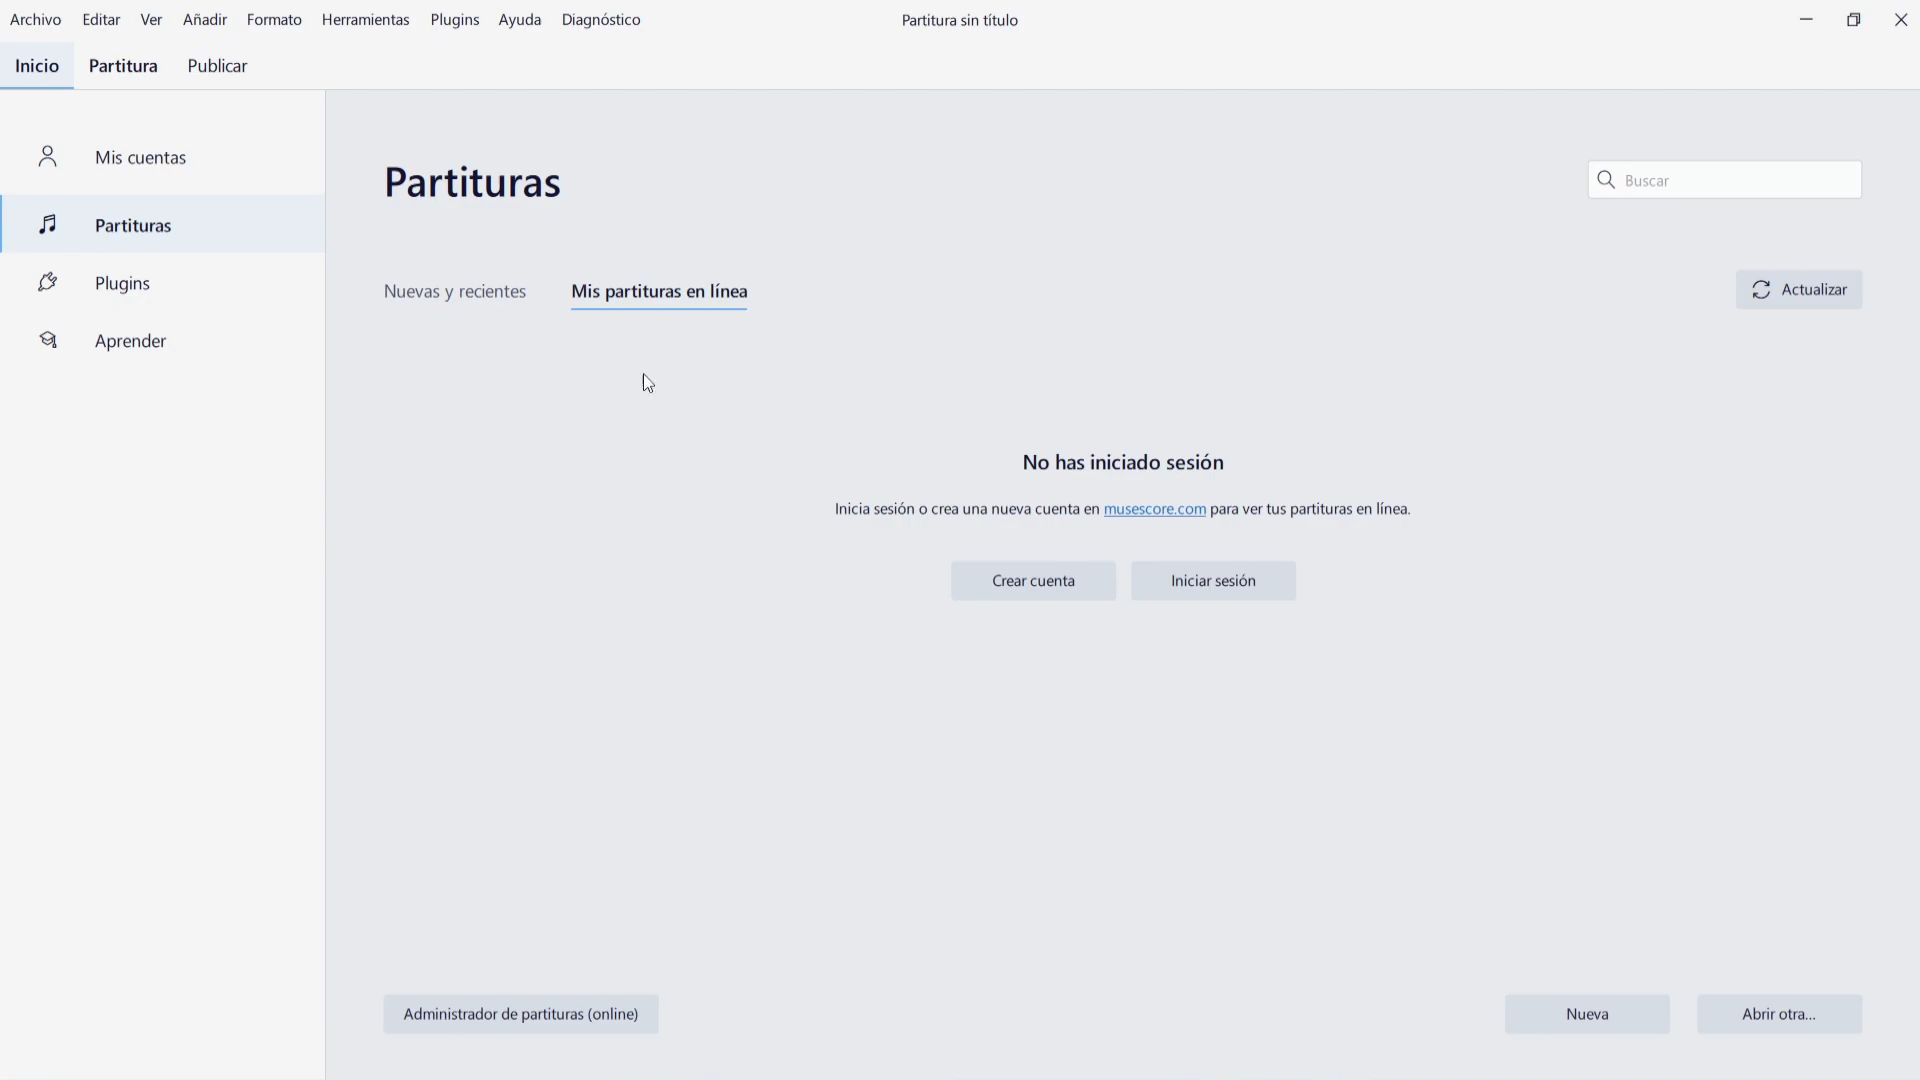 Archivo Editar Ver Añadir Formato Herramientas Plugins Ayuda Diagnóstico Partitura sin título
Inicio Partitura Publicar
Mis cuentas
Partituras
Plugins
Aprender
Partituras
Buscar
Nuevas y recientes Mis partituras en línea Actualizar
No has iniciado sesión
Inicia sesión o crea una nueva cuenta en musescore.com para ver tus partituras en línea.
Crear cuenta Iniciar sesión
Administrador de partituras (online) Nueva Abrir otra...